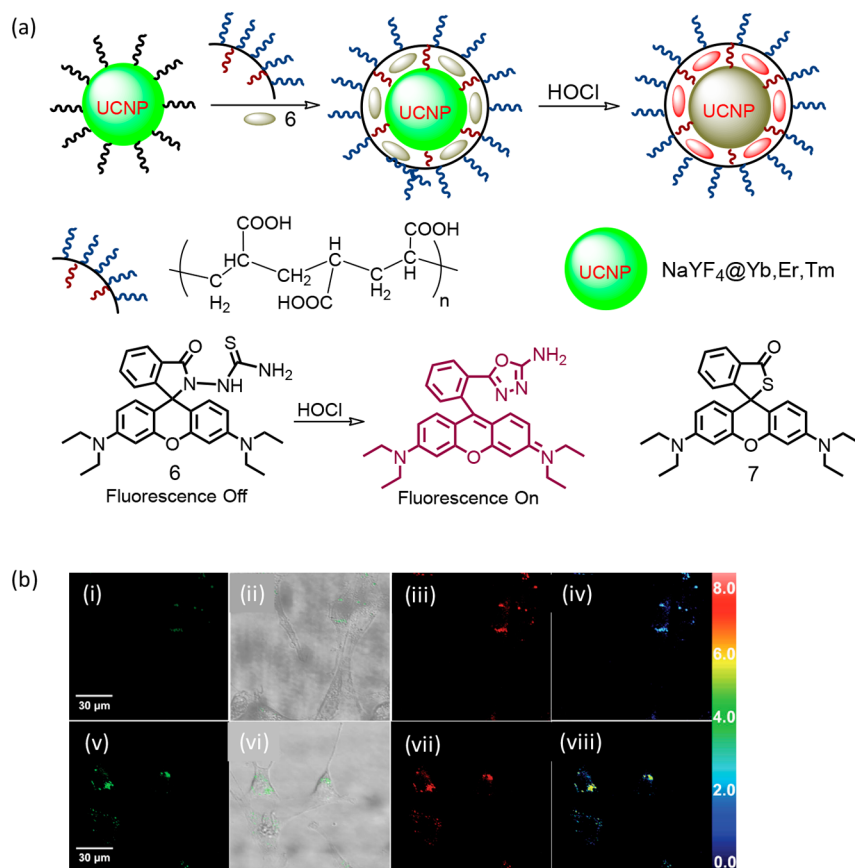 (a)
UCNP
6
UCNP
HOCl
UCNP
COOH
H
CH2
HOOC
H
COOH
H
C
H2
C
C
C
H2
C
n
UCNP
NaYF4@Yb,Er,Tm
O
N
NH
S
NH2
N
O
N
6
Fluorescence Off
HOCl
O
NH2
N
N
N
O
N
Fluorescence On
O
S
N
O
N
7
(b)
(i)
(ii)
(iii)
(iv)
30 μm
(v)
(vi)
(vii)
(viii)
30 μm
8.0
6.0
4.0
2.0
0.0